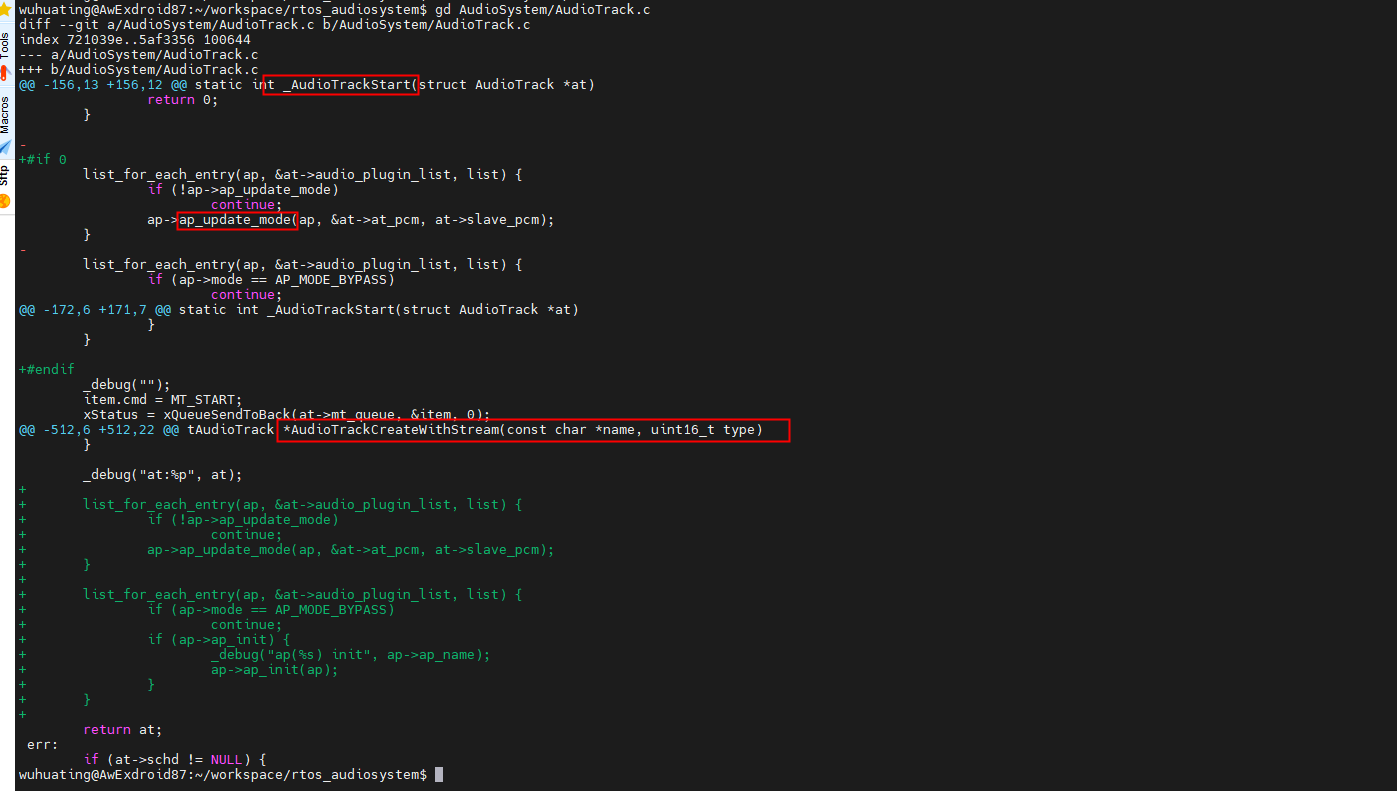 wuhuating@AwExdroid87:~/workspace/rtos_audiosystem$ gd AudioSystem/AudioTrack.c
diff --git a/AudioSystem/AudioTrack.c b/AudioSystem/AudioTrack.c
index 721039e..5af3356 100644
--- a/AudioSystem/AudioTrack.c
+++ b/AudioSystem/AudioTrack.c
@@ -156,13 +156,12 @@ static int _AudioTrackStart(struct AudioTrack *at)
                return 0;
        }

-
+#if 0
        list_for_each_entry(ap, &at->audio_plugin_list, list) {
                if (!ap->ap_update_mode)
                        continue;
                ap->ap_update_mode(ap, &at->at_pcm, at->slave_pcm);
        }
-
        list_for_each_entry(ap, &at->audio_plugin_list, list) {
                if (ap->mode == AP_MODE_BYPASS)
                        continue;
@@ -172,6 +171,7 @@ static int _AudioTrackStart(struct AudioTrack *at)
                }
        }

+#endif
        _debug("");
        item.cmd = MT_START;
        xStatus = xQueueSendToBack(at->mt_queue, &item, 0);
@@ -512,6 +512,22 @@ tAudioTrack *AudioTrackCreateWithStream(const char *name, uint16_t type)
        }

        _debug("at:%p", at);
+
+       list_for_each_entry(ap, &at->audio_plugin_list, list) {
+               if (!ap->ap_update_mode)
+                       continue;
+               ap->ap_update_mode(ap, &at->at_pcm, at->slave_pcm);
+       }
+
+       list_for_each_entry(ap, &at->audio_plugin_list, list) {
+               if (ap->mode == AP_MODE_BYPASS)
+                       continue;
+               if (ap->ap_init) {
+                       _debug("ap(%s) init", ap->ap_name);
+                       ap->ap_init(ap);
+               }
+       }
+
        return at;
 err:
        if (at->schd != NULL) {
wuhuating@AwExdroid87:~/workspace/rtos_audiosystem$
Tools
Macros
Sftp